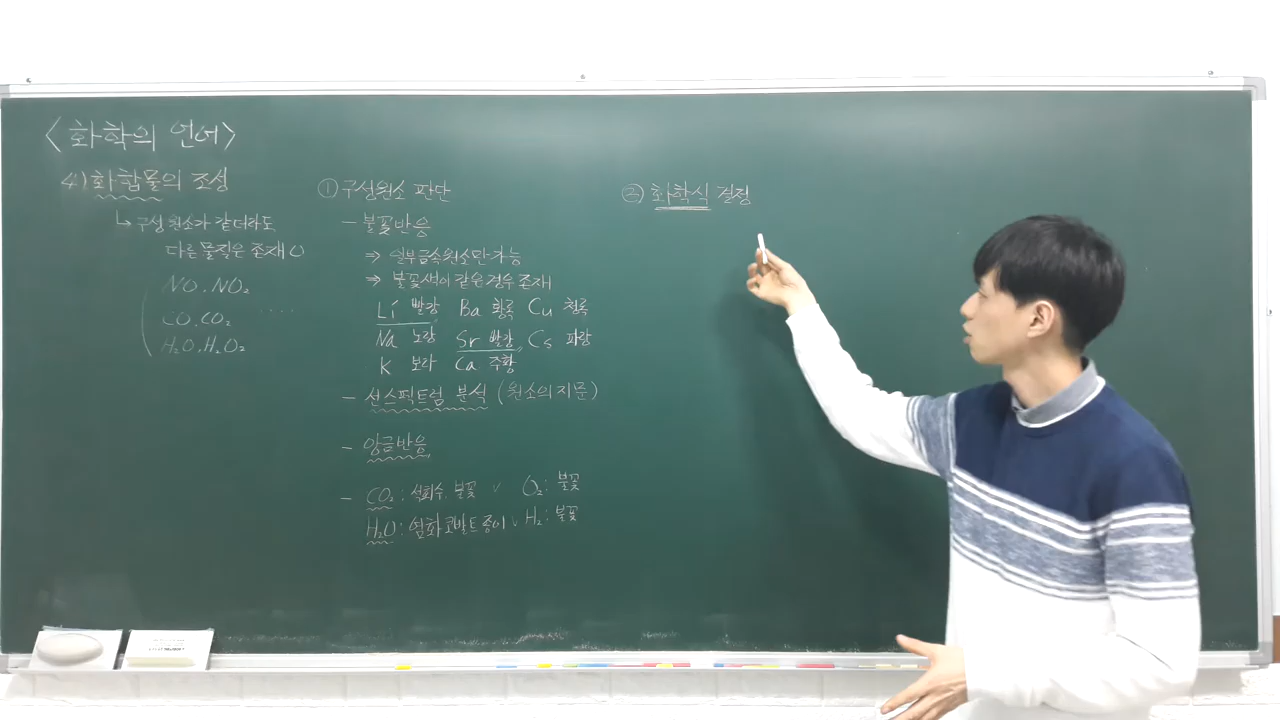 <화학의 언어>
4) 화합물의 조성
↳ 구성 원소가 같더라도
다른 물질은 존재 ○
NO, NO₂
CO, CO₂ ....
H₂O, H₂O₂
① 구성원소 판단
- 불꽃반응
⇒ 일부금속원소만 가능
⇒ 불꽃색이 같은 경우 존재
Li 빨강 Ba 황록 Cu 청록
Na 노랑 Sr 빨강, Cs 파랑
K 보라 Ca 주황
- 선스펙트럼 분석 (원소의 지문)
- 앙금반응
- CO₂: 석회수, 불꽃 ∨ O₂: 불꽃
H₂O: 염화코발트종이 ∨ H₂: 불꽃
② 화학식 결정